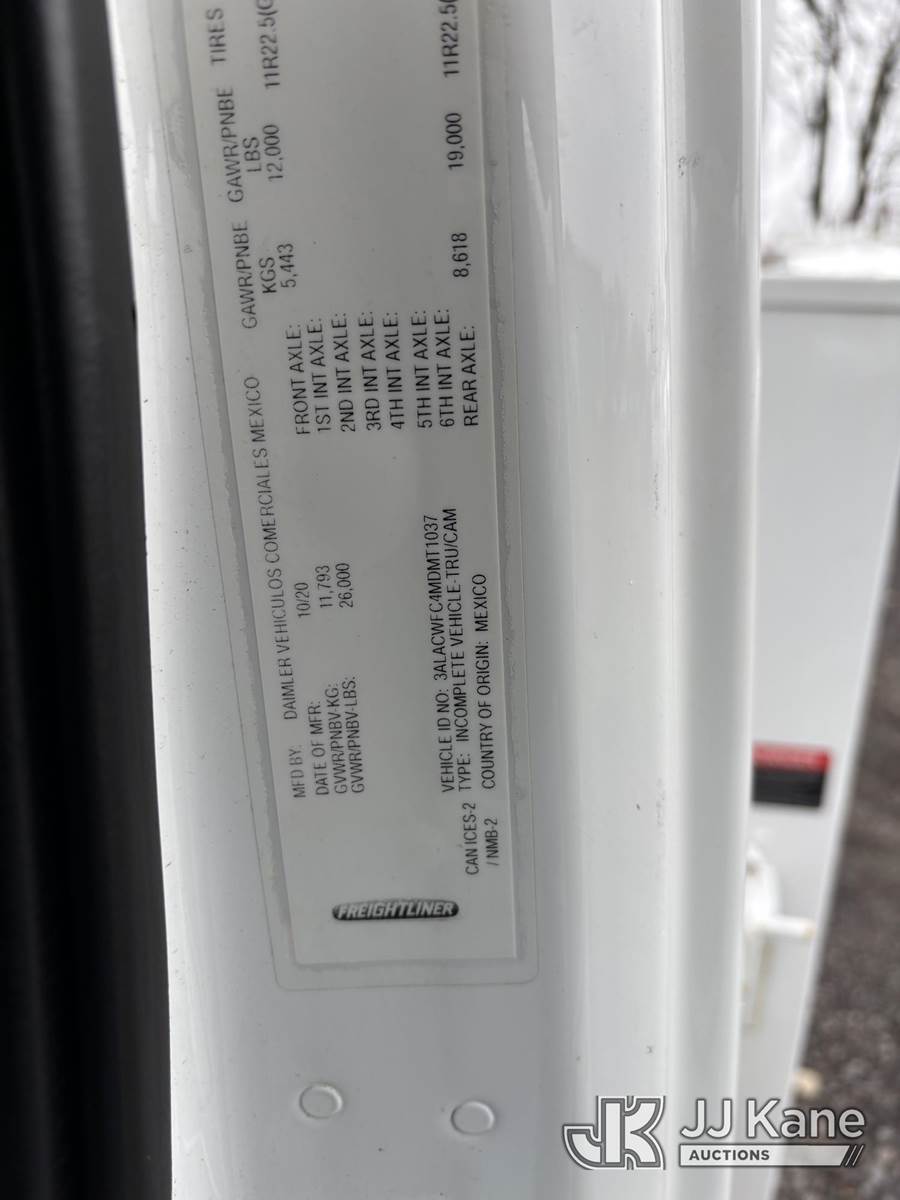 MFD BY: DAIMLER VEHICULOS COMERCIALES MEXICO GAWR/PNBE GAWR/PNBE TIRES
KGS LBS
DATE OF MFR: 10/20 FRONT AXLE: 5,443 12,000 11R22.5(
GVWR/PNBV-KG: 11,793 1ST INT AXLE:
GVWR/PNBV-LBS: 26,000 2ND INT AXLE:
3RD INT AXLE:
4TH INT AXLE:
VEHICLE ID NO: 3ALACWFC4MDMT1037 5TH INT AXLE:
TYPE: INCOMPLETE VEHICLE-TRU/CAM 6TH INT AXLE:
COUNTRY OF ORIGIN: MEXICO REAR AXLE: 8,618 19,000 11R22.5(
CAN ICES-2
/ NMB-2
FREIGHTLINER
JK JJ Kane
AUCTIONS